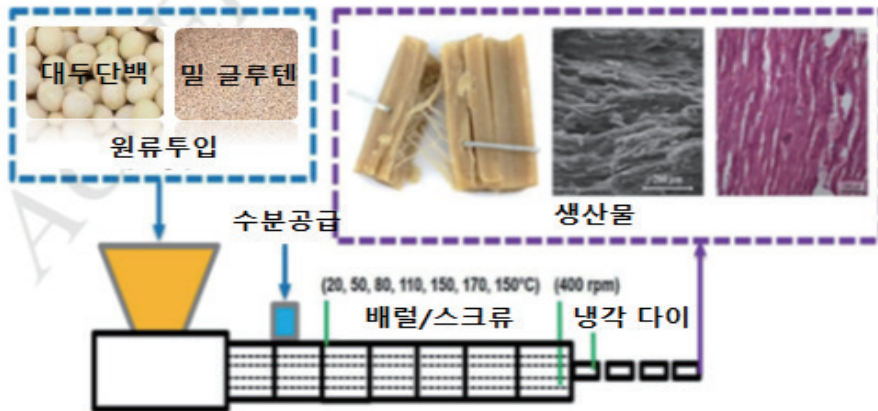 대두단백
밀 글루텐
원류투입
생산물
수분공급
(20, 50, 80, 110, 150, 170, 150°C)
(400 rpm)
배럴/스크류
냉각 다이